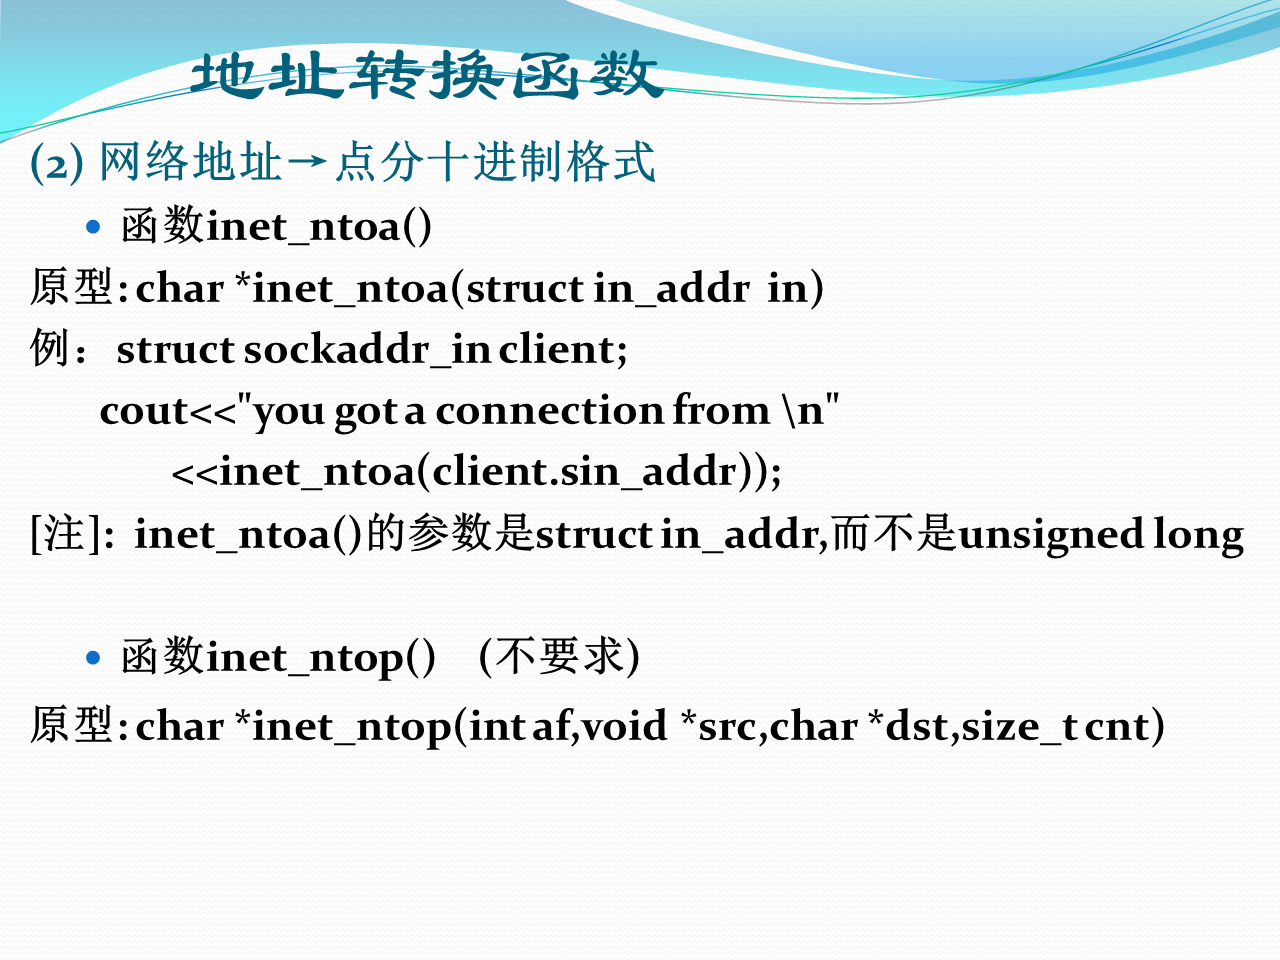 地址转换函数
(2) 网络地址→点分十进制格式
• 函数inet_ntoa()
原型: char *inet_ntoa(struct in_addr in)
例：struct sockaddr_in client;
cout<<"you got a connection from \n"
<<inet_ntoa(client.sin_addr));
[注]: inet_ntoa()的参数是struct in_addr,而不是unsigned long
• 函数inet_ntop() (不要求)
原型: char *inet_ntop(int af,void *src,char *dst,size_t cnt)